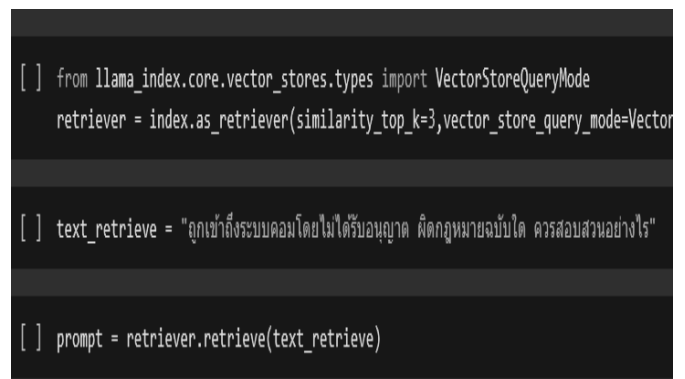 [ ] from llama_index.core.vector_stores.types import VectorStoreQueryMode
retriever = index.as_retriever(similarity_top_k=3,vector_store_query_mode=Vector
[ ] text_retrieve = "ถูกเข้าถึงระบบคอมโดยไม่ได้รับอนุญาต ผิดกฎหมายฉบับใด ควรสอบสวนอย่างไร"
[ ] prompt = retriever.retrieve(text_retrieve)